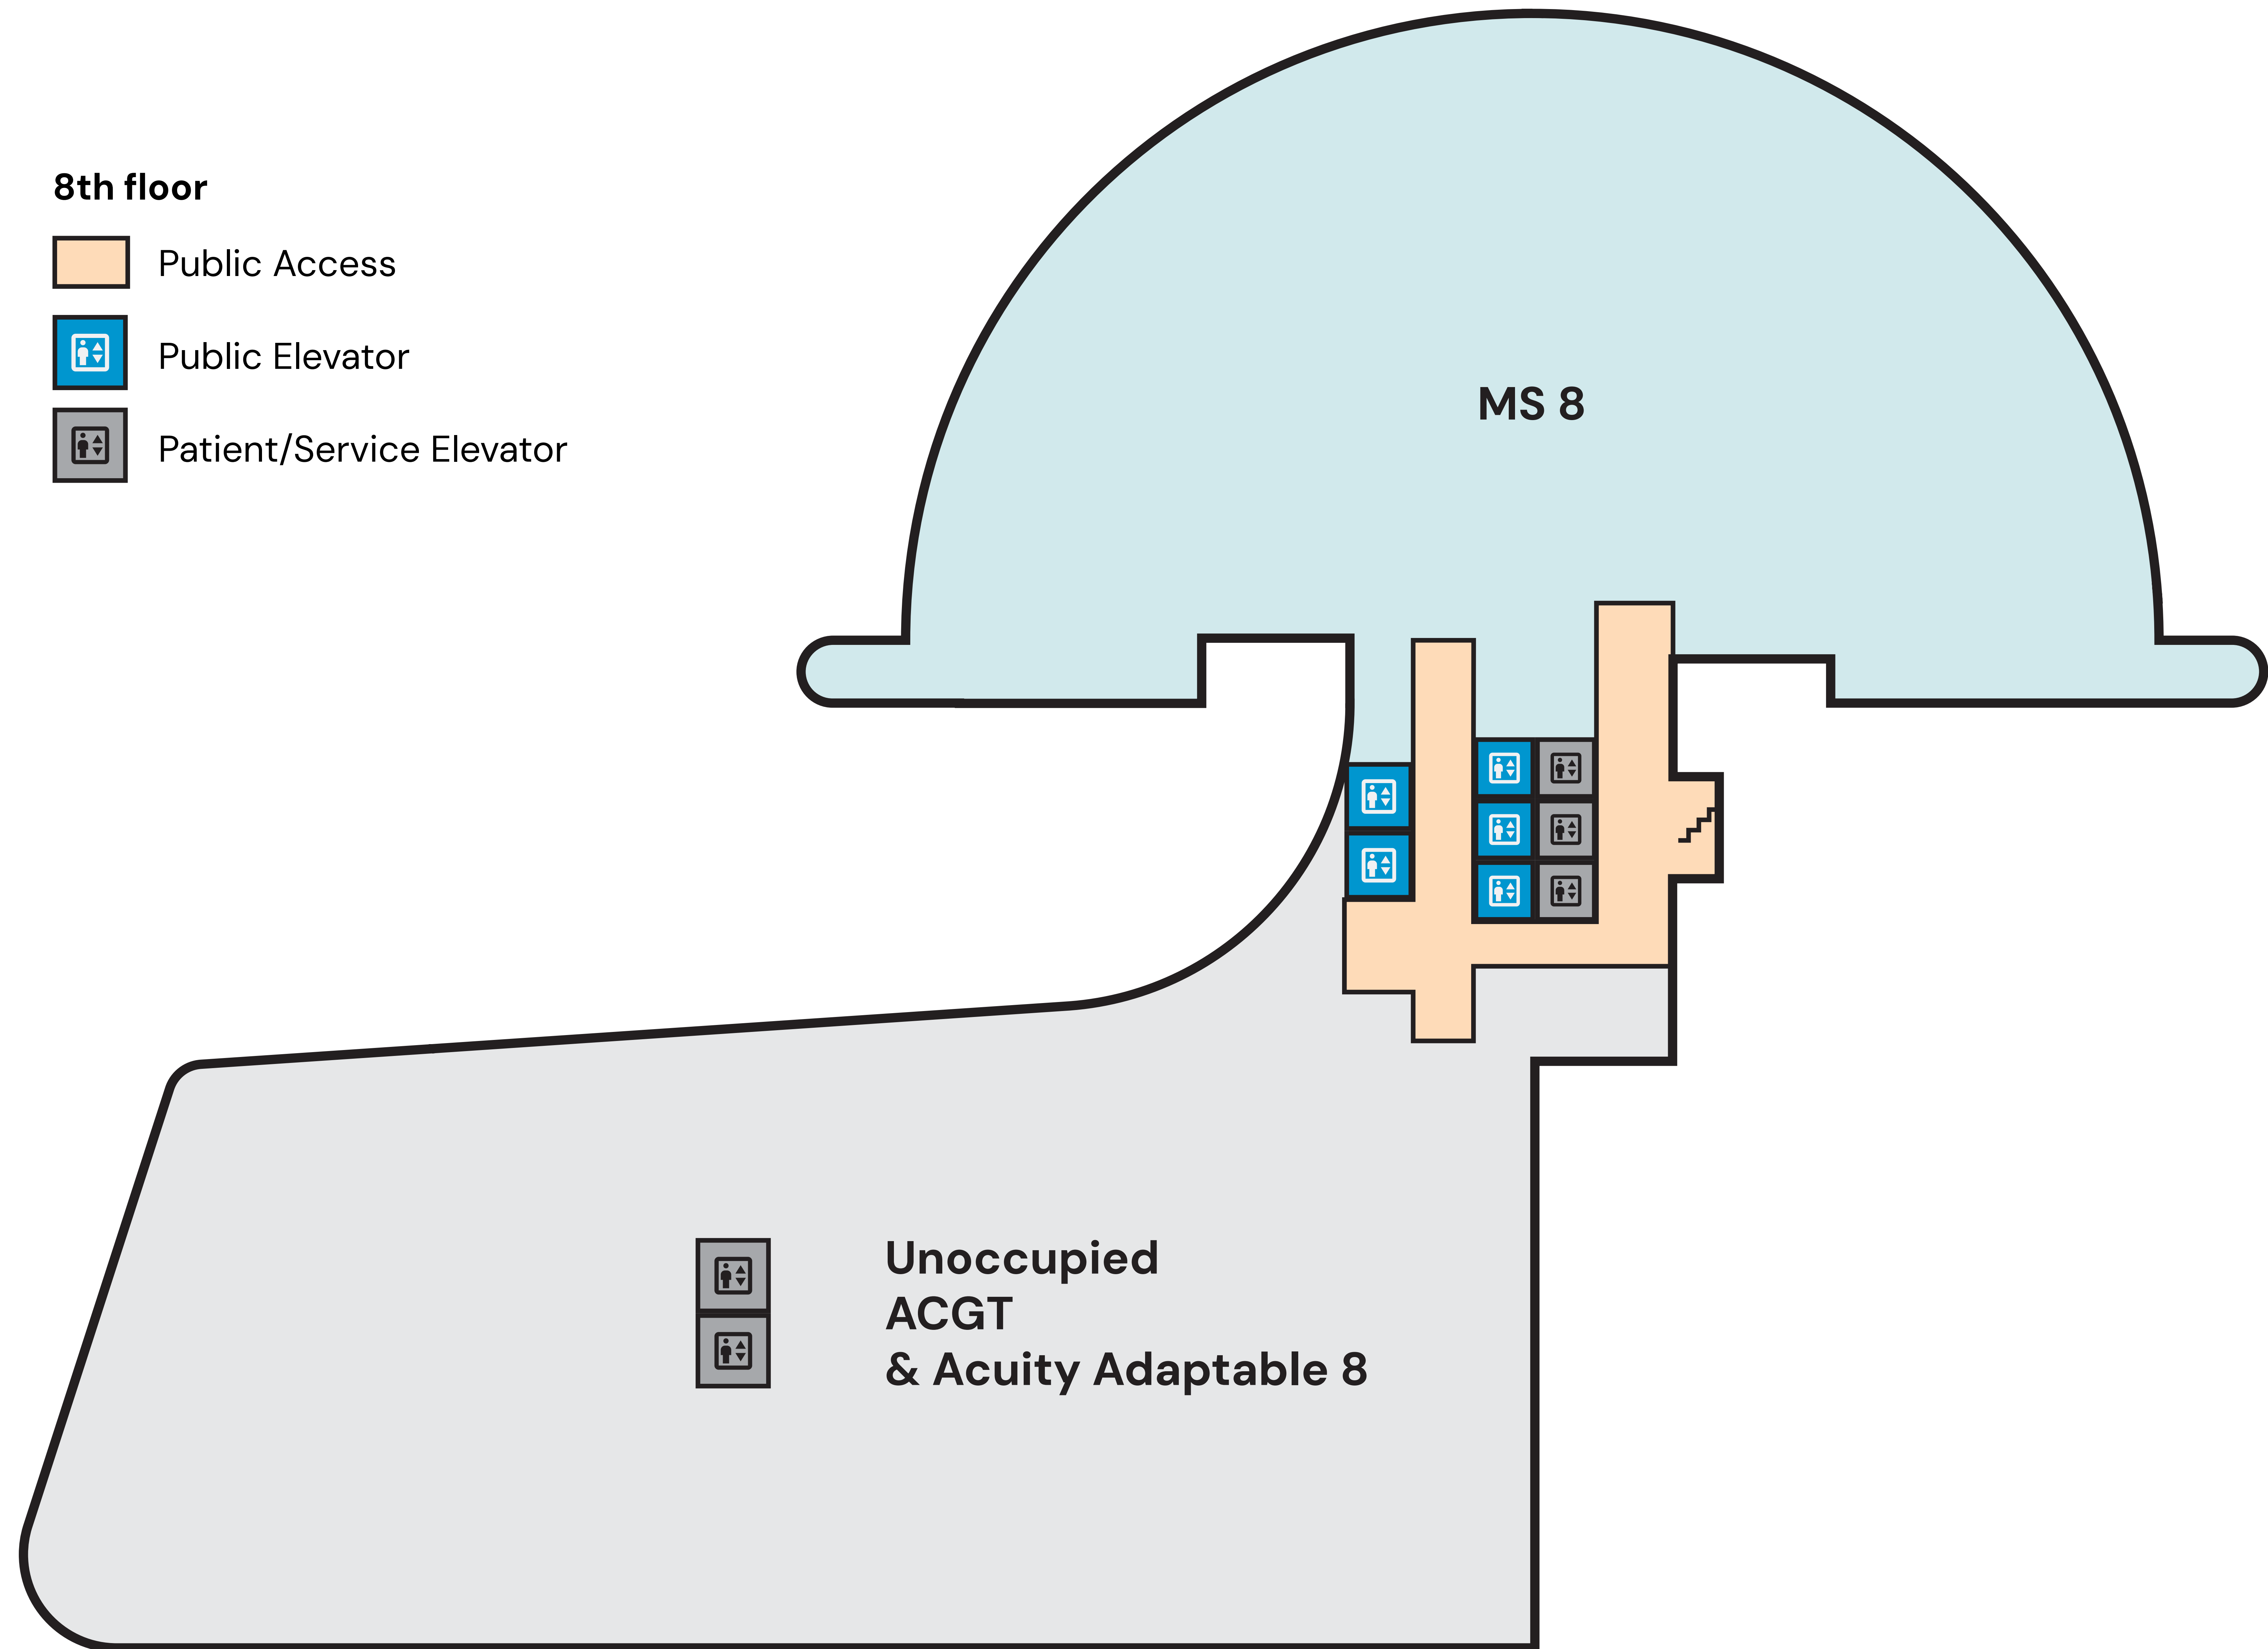 8th floor
Public Access
Public Elevator
Patient/Service Elevator
MS 8
Unoccupied
ACGT
& Acuity Adaptable 8